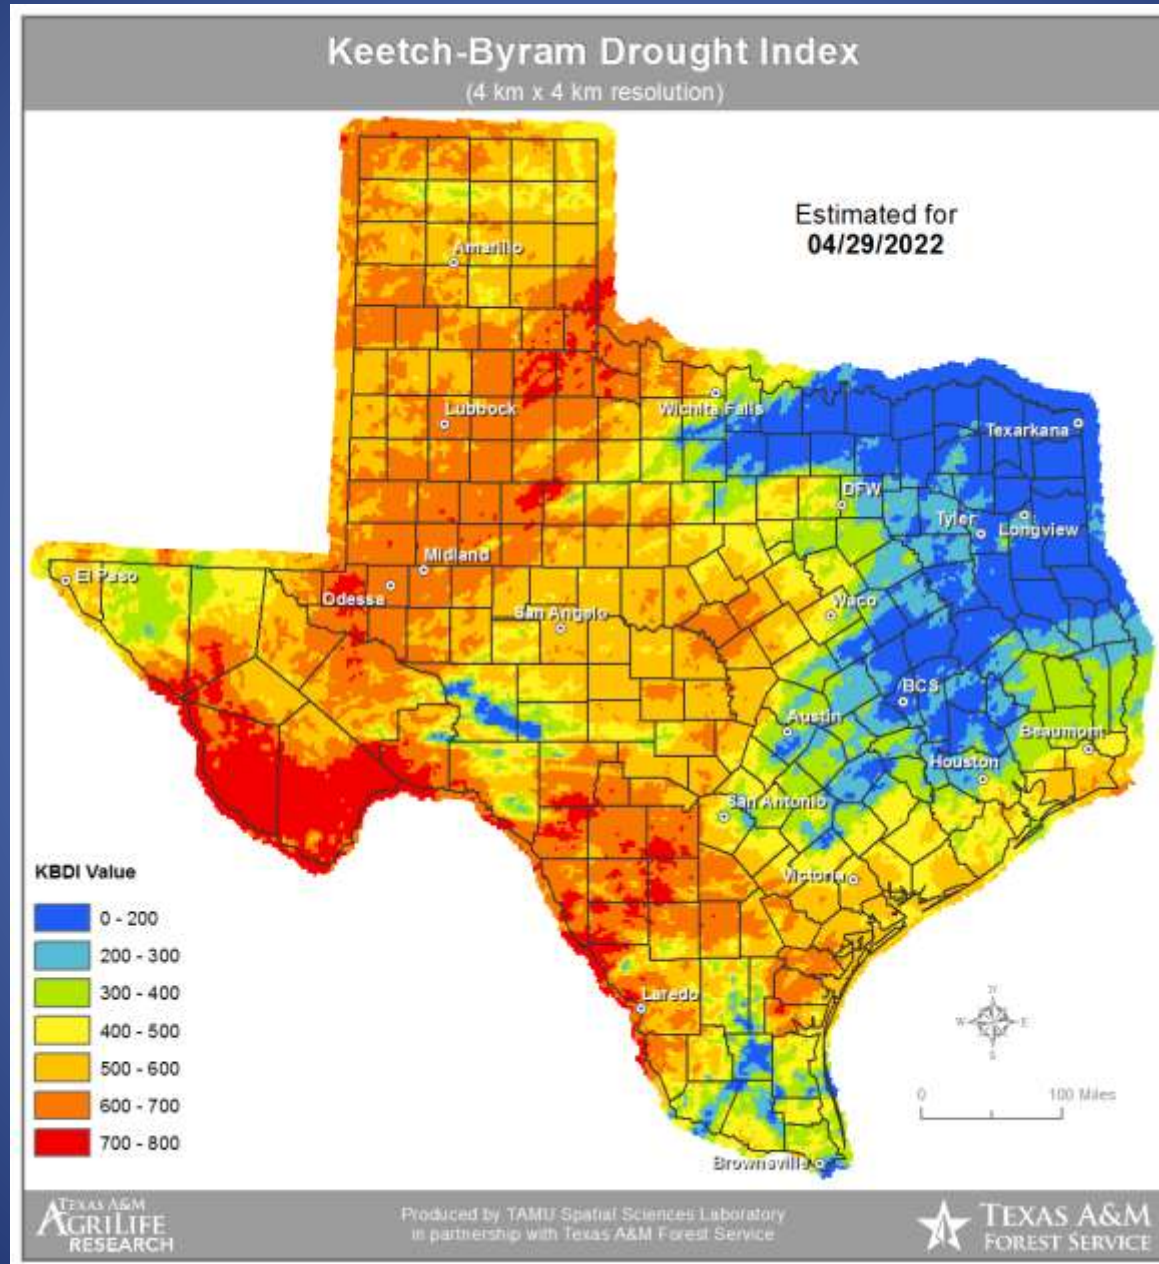 Keetch-Byram Drought Index
(4 km x 4 km resolution)
Estimated for
04/29/2022
Amarillo
Lubbock
Wichita Falls
Texarkana
DFW
Tyler
Longview
Midland
El Paso
Odessa
San Angelo
Waco
BCS
Austin
Beaumont
Houston
San Antonio
Victoria
Laredo
Brownsville
KBDI Value
0 - 200
200 - 300
300 - 400
400 - 500
500 - 600
600 - 700
700 - 800
N
W
E
S
0 100 Miles
TEXAS A&M
AGRILIFE
RESEARCH
Produced by TAMU Spatial Sciences Laboratory
in partnership with Texas A&M Forest Service
TEXAS A&M
FOREST SERVICE